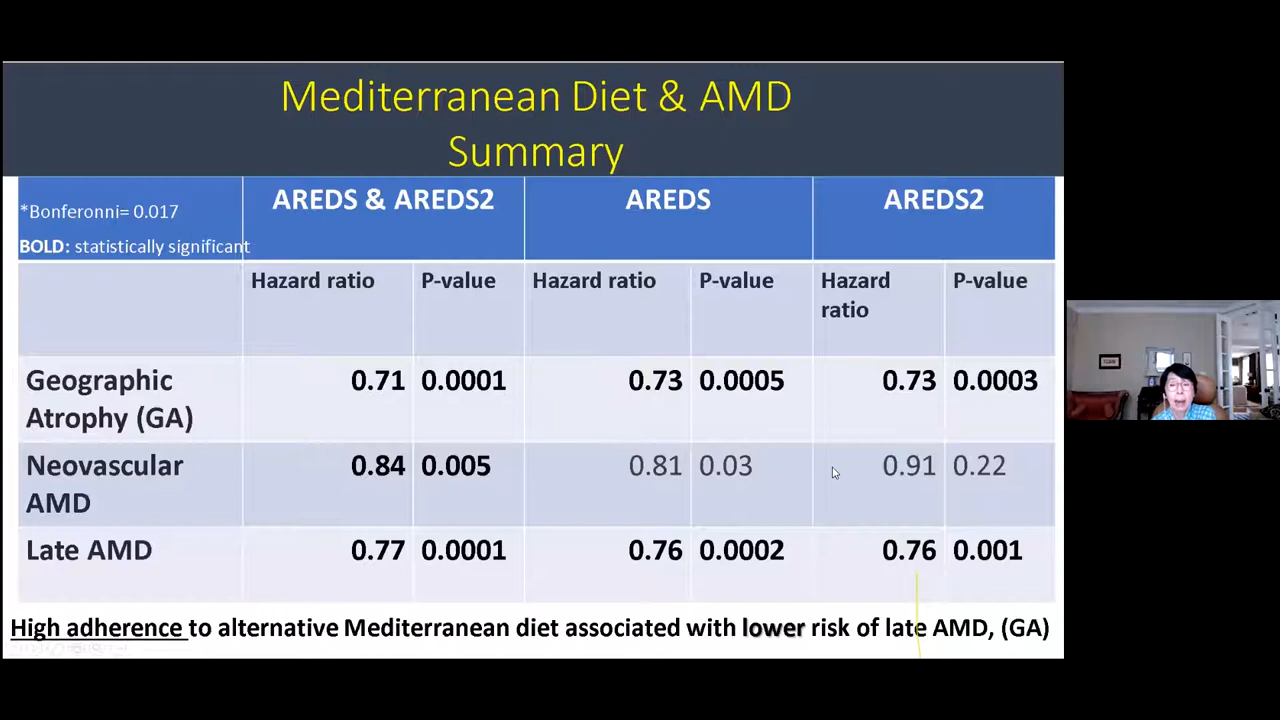 Mediterranean Diet & AMD
Summary
*Bonferonni= 0.017
BOLD: statistically significant
AREDS & AREDS2
AREDS
AREDS2
Hazard ratio
P-value
Hazard ratio
P-value
Hazard
ratio
P-value
Geographic
Atrophy (GA)
0.71 0.0001 0.73 0.0005 0.73 0.0003
Neovascular
AMD
0.84 0.005 0.81 0.03 0.91 0.22
Late AMD 0.77 0.0001 0.76 0.0002 0.76 0.001
High adherence to alternative Mediterranean diet associated with lower risk of late AMD, (GA)